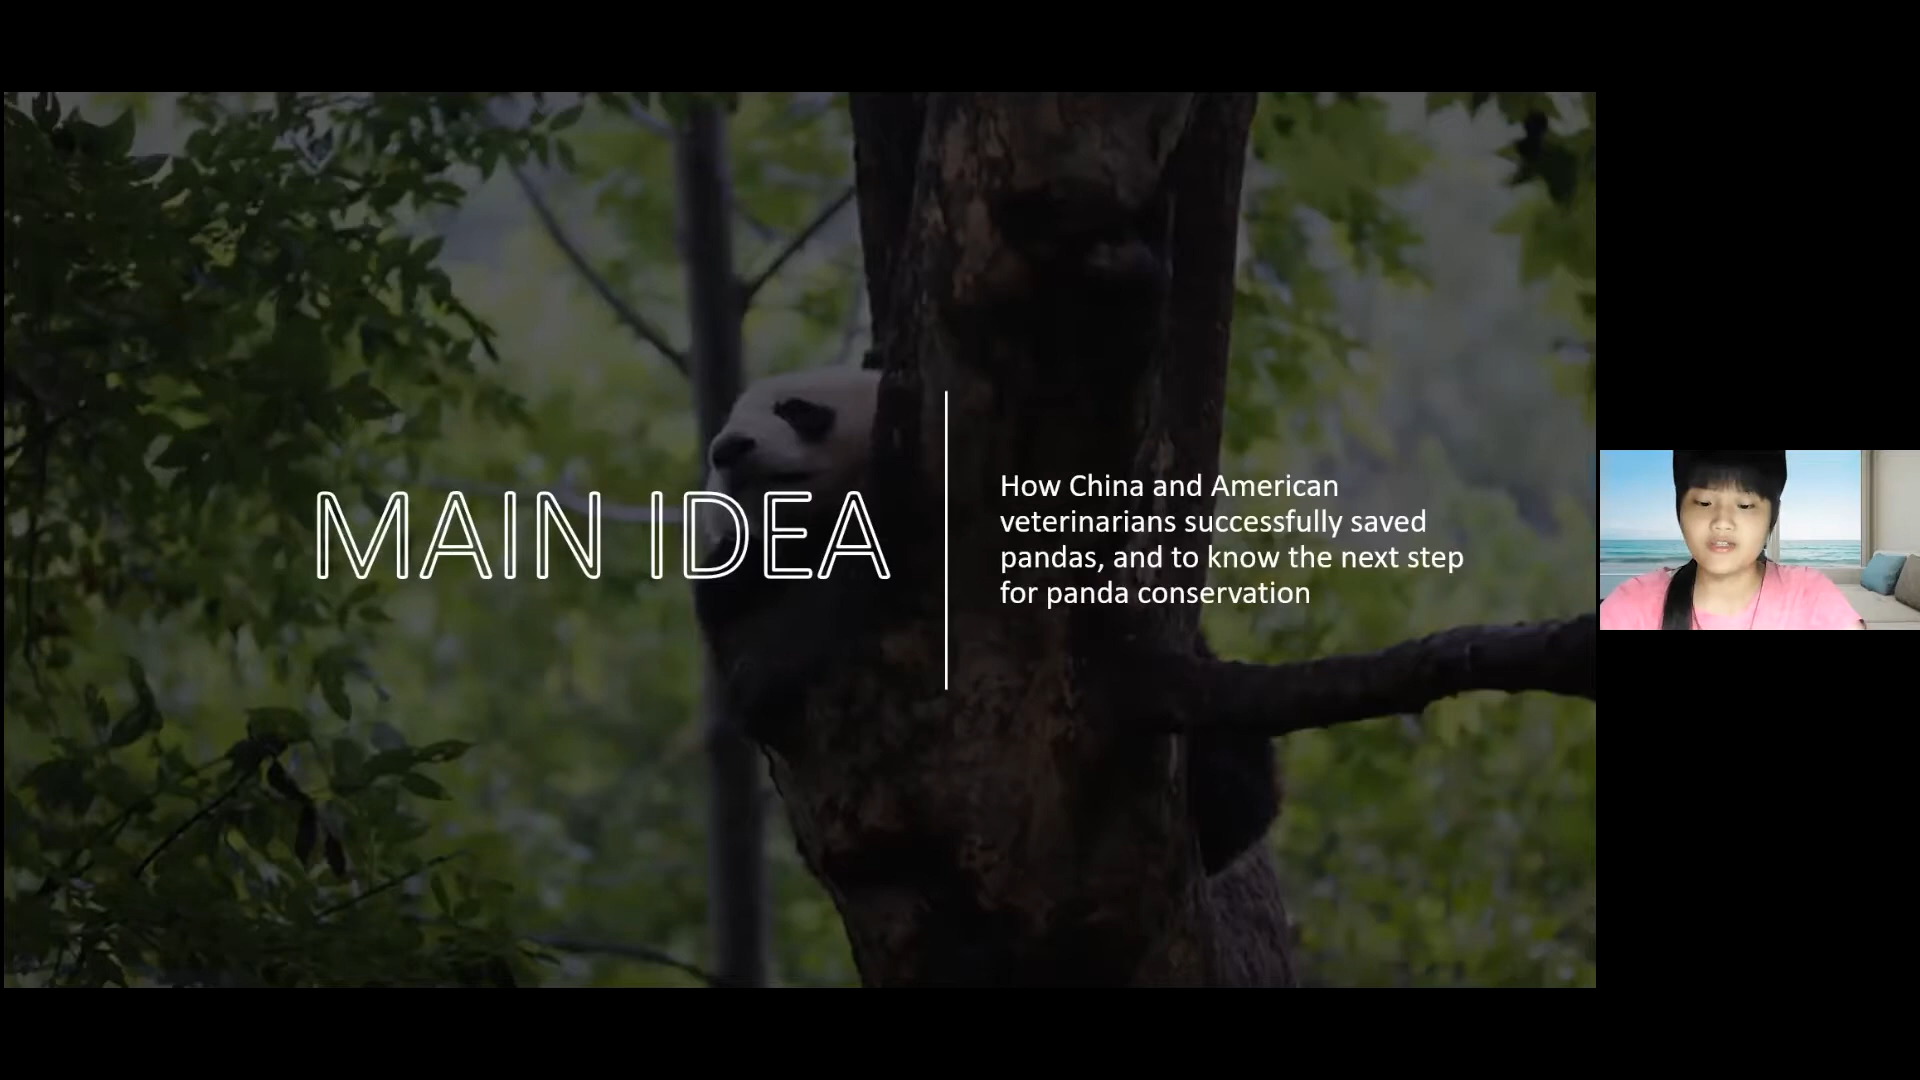 MAIN IDEA
How China and American
veterinarians successfully saved
pandas, and to know the next step
for panda conservation